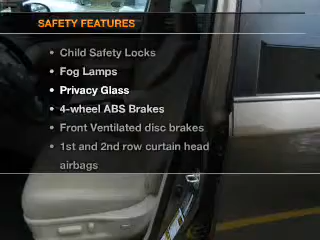 SAFETY FEATURES
• Child Safety Locks
• Fog Lamps
• Privacy Glass
• 4-wheel ABS Brakes
• Front Ventilated disc brakes
• 1st and 2nd row curtain head
airbags